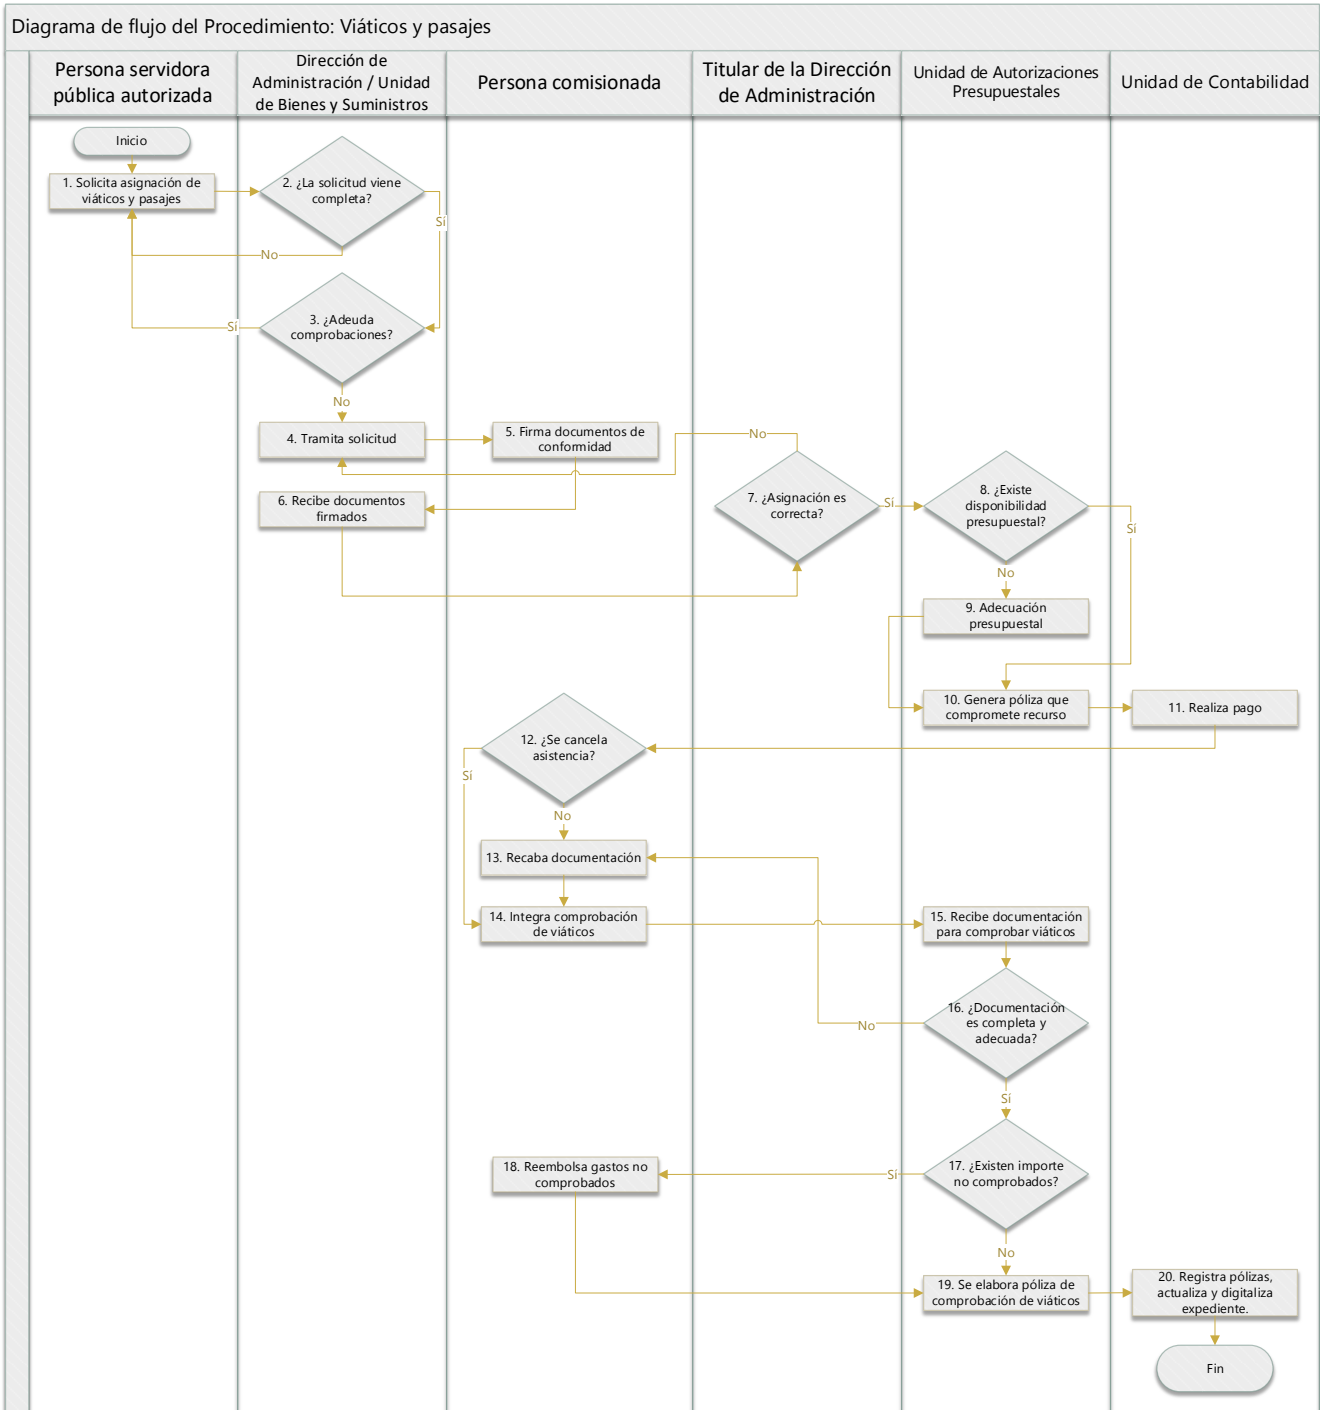 Diagrama de flujo del Procedimiento: Viáticos y pasajes
Persona servidora
pública autorizada
Dirección de
Administración / Unidad
de Bienes y Suministros
Persona comisionada
Titular de la Dirección
de Administración
Unidad de Autorizaciones
Presupuestales
Unidad de Contabilidad
Inicio
1. Solicita asignación de
viáticos y pasajes
2. ¿La solicitud viene
completa?
Sí
No
3. ¿Adeuda
comprobaciones?
Sí
No
4. Tramita solicitud
5. Firma documentos de
conformidad
6. Recibe documentos
firmados
No
7. ¿Asignación es
correcta?
Sí
8. ¿Existe
disponibilidad
presupuestal?
Sí
No
9. Adecuación
presupuestal
10. Genera póliza que
compromete recurso
11. Realiza pago
12. ¿Se cancela
asistencia?
Sí
No
13. Recaba documentación
14. Integra comprobación
de viáticos
15. Recibe documentación
para comprobar viáticos
16. ¿Documentación
es completa y
adecuada?
No
Sí
17. ¿Existen importe
no comprobados?
Sí
18. Reembolsa gastos no
comprobados
No
19. Se elabora póliza de
comprobación de viáticos
20. Registra pólizas,
actualiza y digitaliza
expediente.
Fin